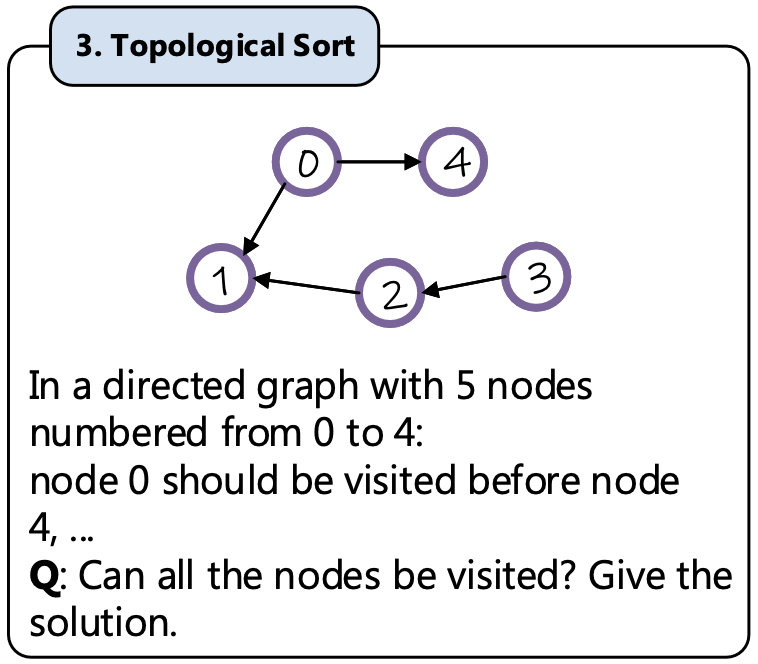 3. Topological Sort
0 4
1 2 3
In a directed graph with 5 nodes
numbered from 0 to 4:
node 0 should be visited before node
4, ...
Q: Can all the nodes be visited? Give the
solution.